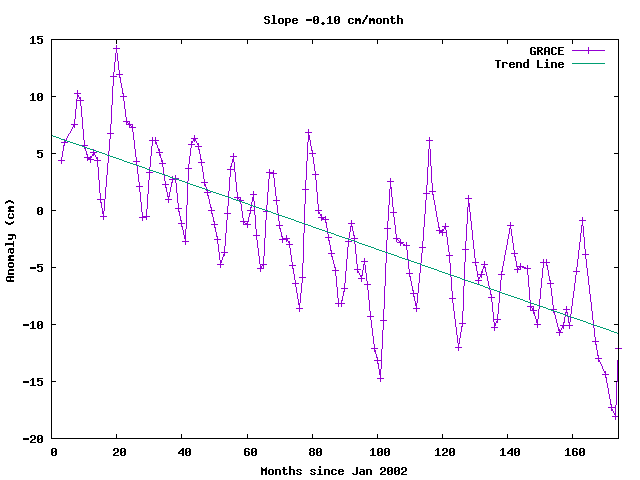 Slope -0.10 cm/month
GRACE
Trend Line
15
10
5
0
-5
-10
-15
-20
Anomaly (cm)
0 20 40 60 80 100 120 140 160
Months since Jan 2002